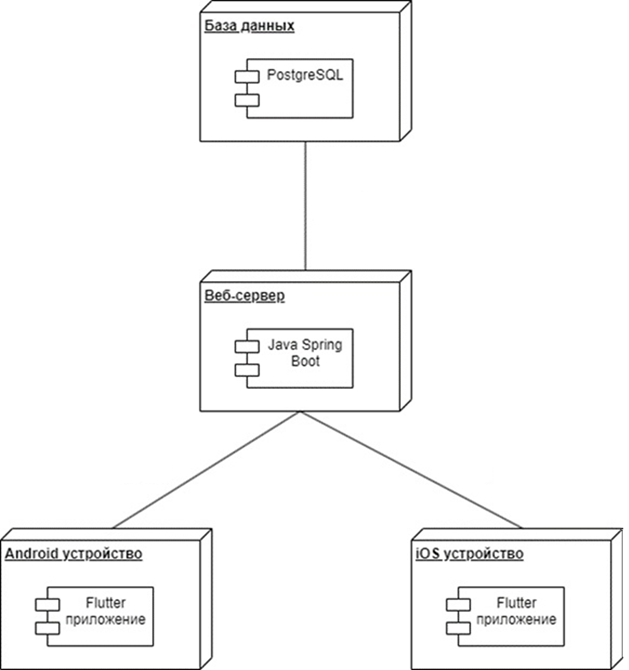 База данных
PostgreSQL
Веб-сервер
Java Spring
Boot
Android устройство
Flutter
приложение
iOS устройство
Flutter
приложение